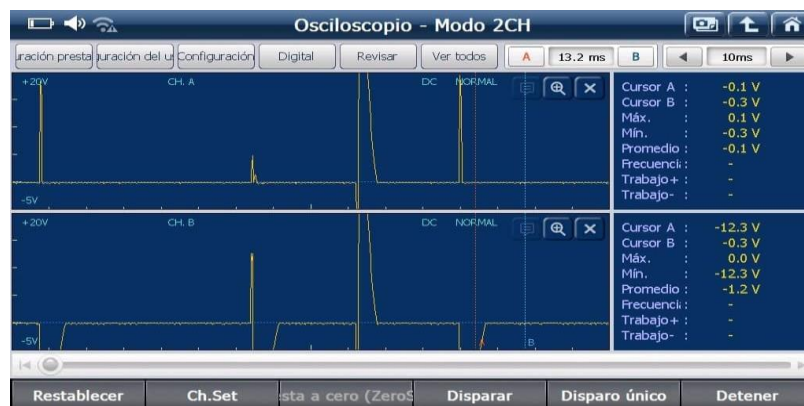 Osciloscopio - Modo 2CH
uración presta uración del u Configuración Digital Revisar Ver todos A 13.2 ms B 10ms
+20V CH. A DC NORMAL
-5V
Cursor A : -0.1 V
Cursor B : -0.3 V
Máx. : 0.1 V
Mín. : -0.3 V
Promedio : -0.1 V
Frecuencia : -
Trabajo+ : -
Trabajo- : -
+20V CH. B DC NORMAL
-5V A B
Cursor A : -12.3 V
Cursor B : -0.3 V
Máx. : 0.0 V
Mín. : -12.3 V
Promedio : -1.2 V
Frecuencia : -
Trabajo+ : -
Trabajo- : -
Restablecer Ch.Set sta a cero (ZeroS Disparar Disparo único Detener